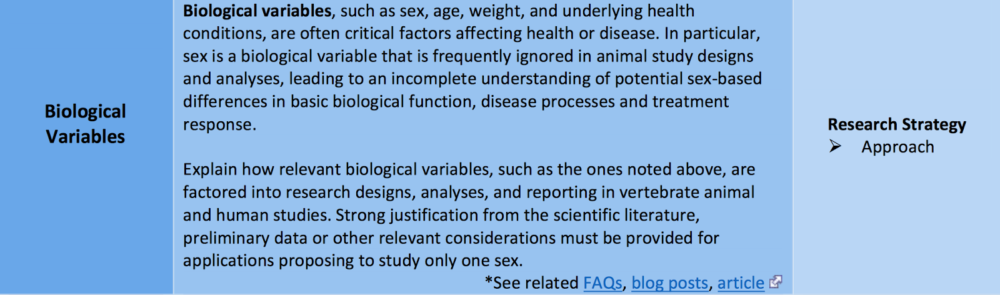 Biological
Variables
Biological variables, such as sex, age, weight, and underlying health
conditions, are often critical factors affecting health or disease. In particular,
sex is a biological variable that is frequently ignored in animal study designs
and analyses, leading to an incomplete understanding of potential sex-based
differences in basic biological function, disease processes and treatment
response.
Explain how relevant biological variables, such as the ones noted above, are
factored into research designs, analyses, and reporting in vertebrate animal
and human studies. Strong justification from the scientific literature,
preliminary data or other relevant considerations must be provided for
applications proposing to study only one sex.
*See related FAQs, blog posts, article
Research Strategy
➢ Approach